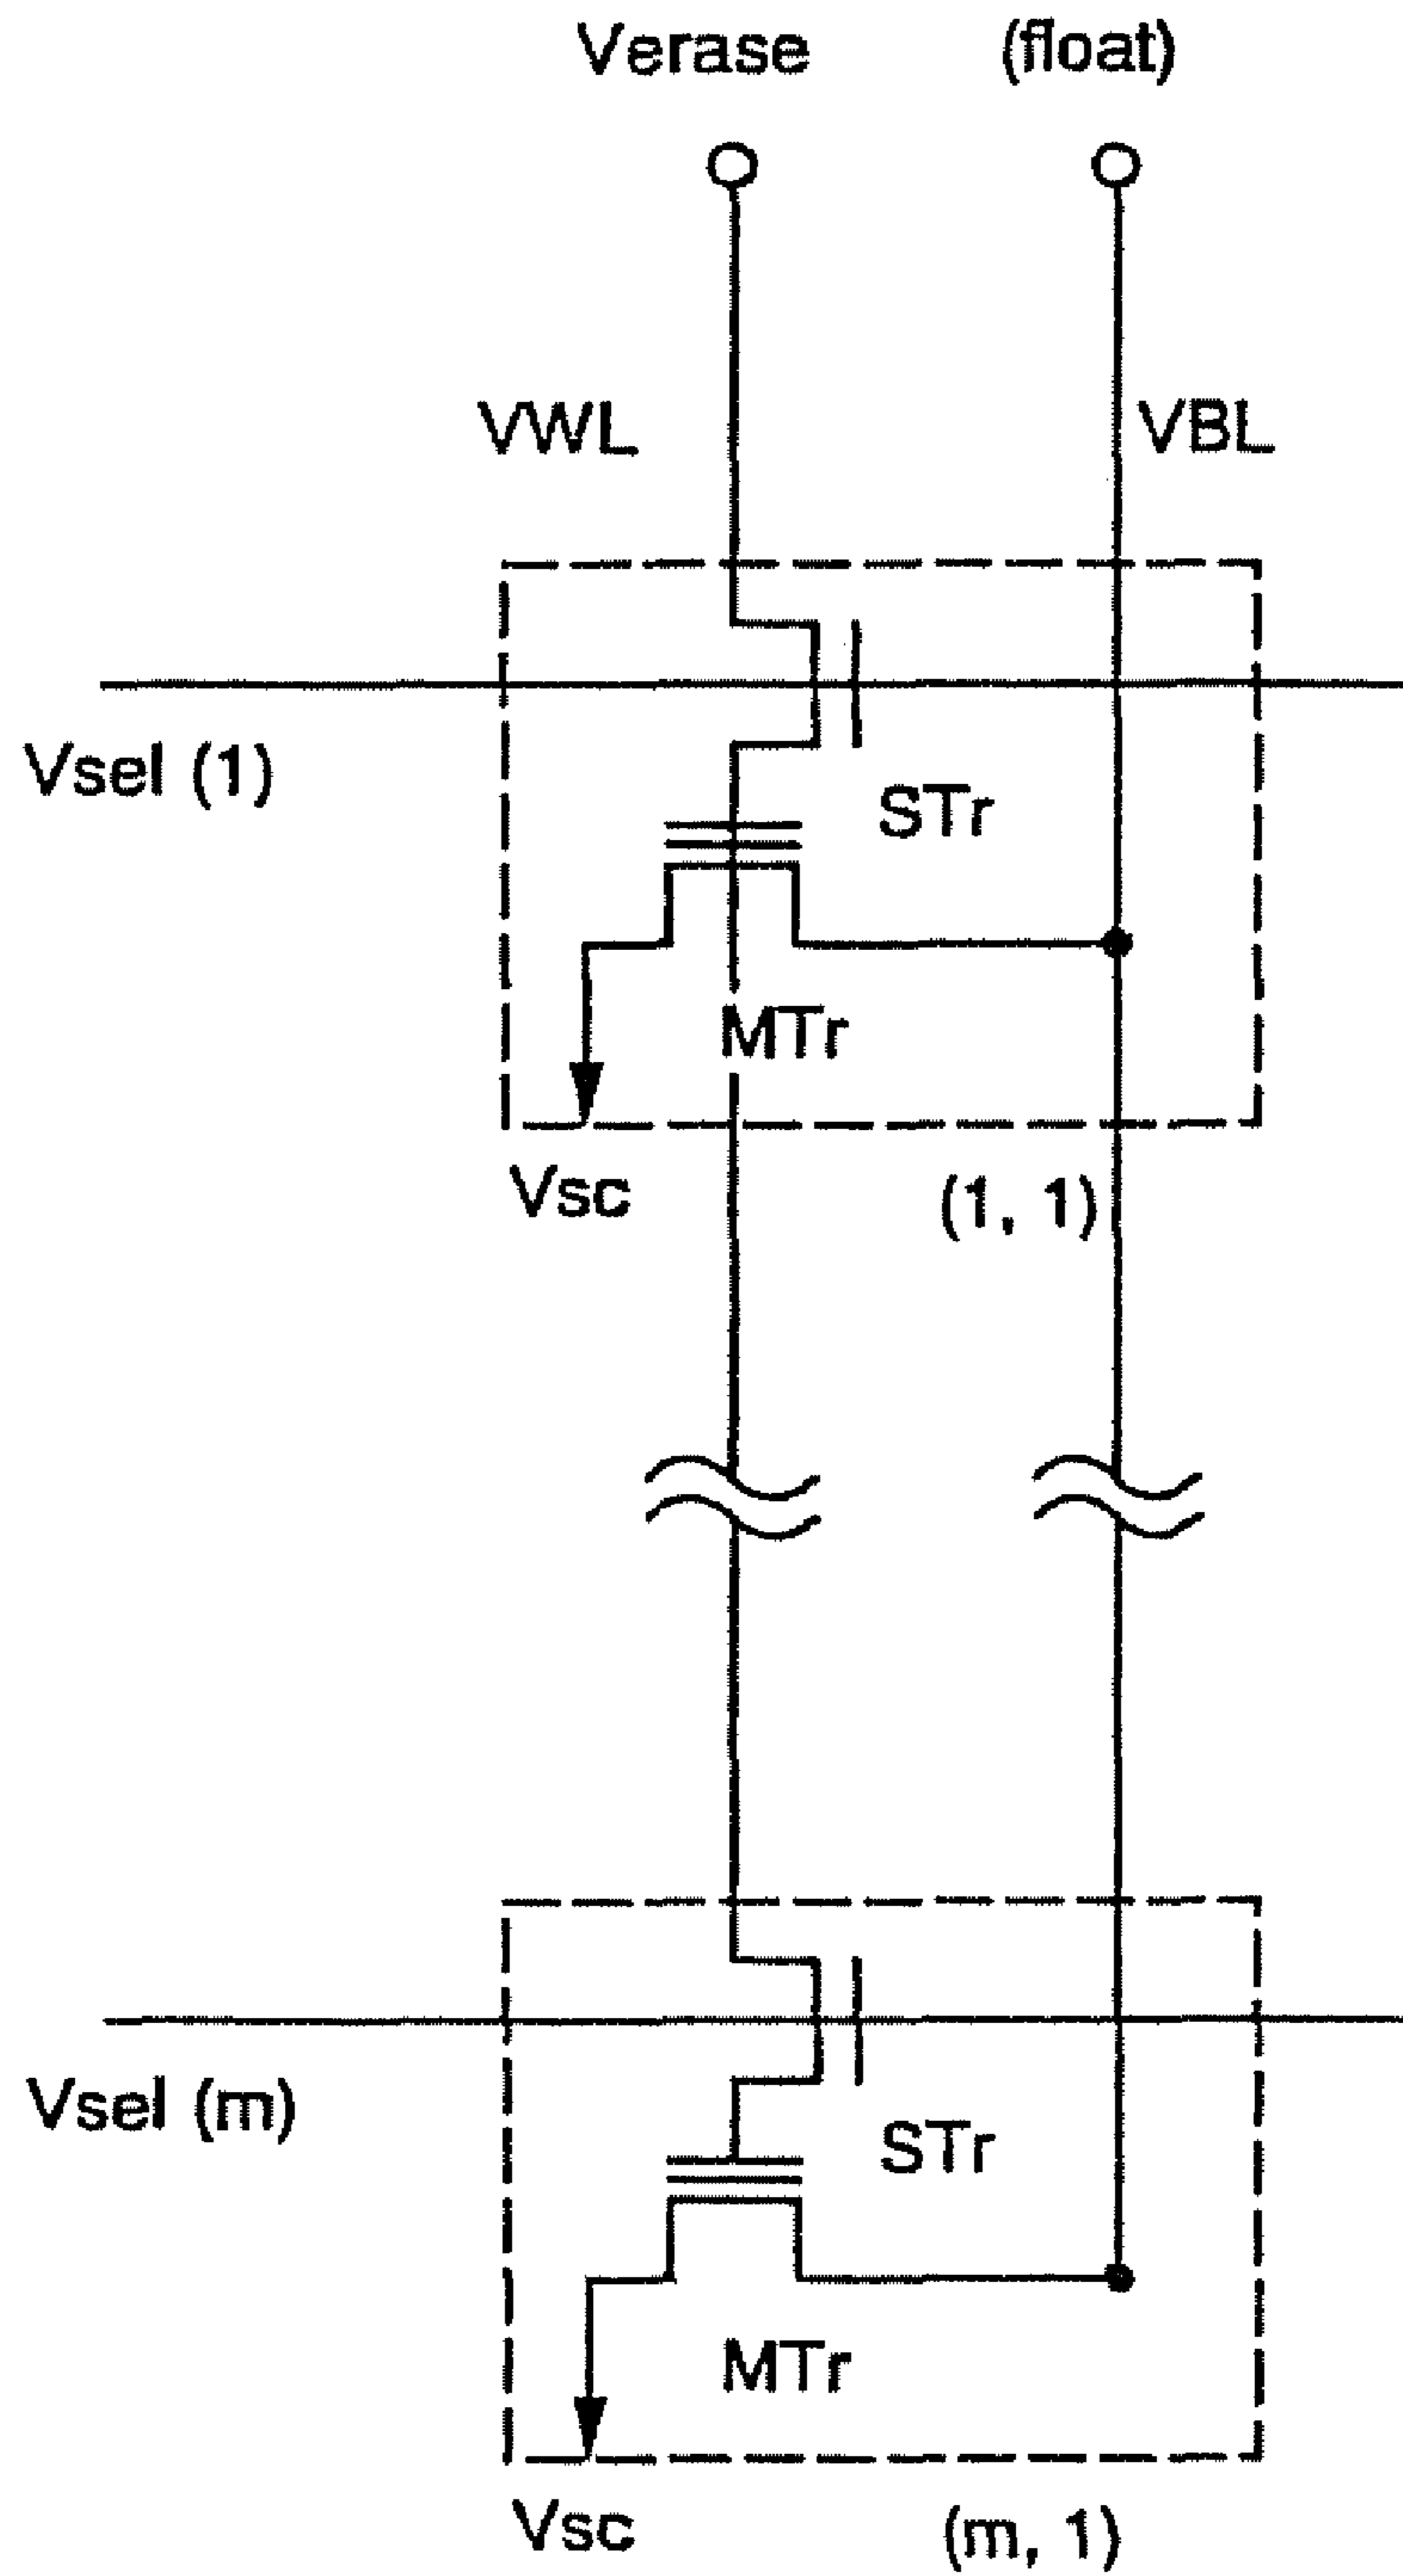 Verase (float)
VWL VBL
Vsel (1)
STr
MTr
Vsc (1, 1)
Vsel (m)
STr
MTr
Vsc (m, 1)